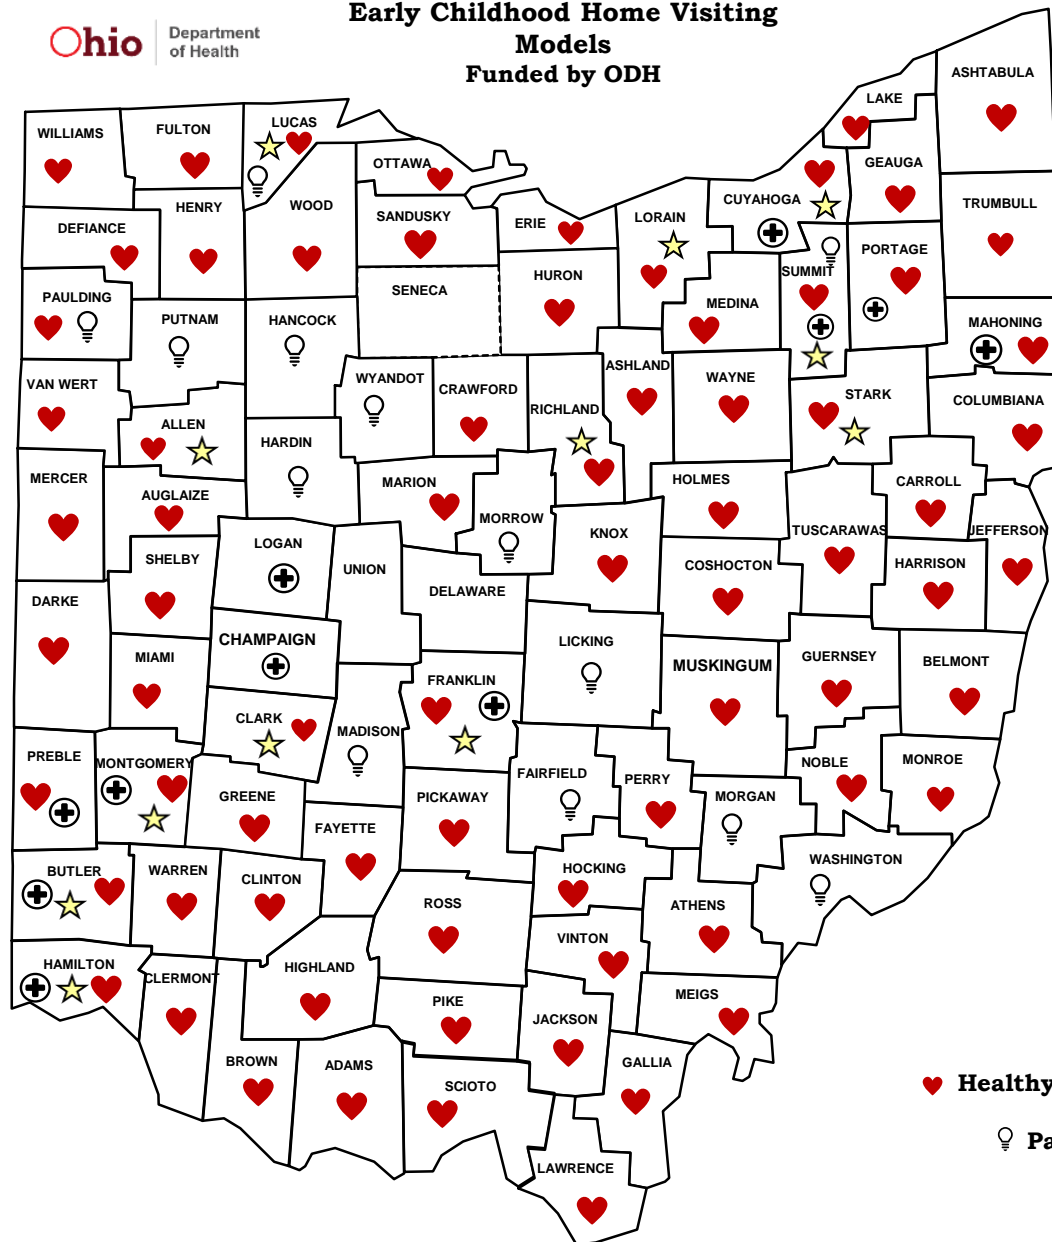 Early Childhood Home Visiting
Models
Funded by ODH
Ohio
Department
of Health
ASHTABULA
LAKE
LUCAS
FULTON
WILLIAMS
GEAUGA
OTTAWA
CUYAHOGA
TRUMBULL
HENRY
WOOD
SANDUSKY
ERIE
LORAIN
DEFIANCE
PORTAGE
SUMMIT
HURON
SENECA
PAULDING
MEDINA
PUTNAM
HANCOCK
MAHONING
ASHLAND
WYANDOT
WAYNE
VAN WERT
CRAWFORD
STARK
COLUMBIANA
RICHLAND
ALLEN
HARDIN
MERCER
MARION
HOLMES
CARROLL
AUGLAIZE
MORROW
TUSCARAWAS
JEFFERSON
KNOX
LOGAN
SHELBY
UNION
COSHOCTON
HARRISON
DELAWARE
DARKE
CHAMPAIGN
LICKING
MIAMI
MUSKINGUM
GUERNSEY
BELMONT
FRANKLIN
CLARK
MADISON
PREBLE
MONTGOMERY
NOBLE
MONROE
FAIRFIELD
PERRY
GREENE
PICKAWAY
MORGAN
FAYETTE
WASHINGTON
BUTLER
WARREN
CLINTON
HOCKING
ROSS
ATHENS
VINTON
HAMILTON
CLERMONT
HIGHLAND
MEIGS
PIKE
JACKSON
BROWN
ADAMS
GALLIA
SCIOTO
Healthy
Pa
LAWRENCE